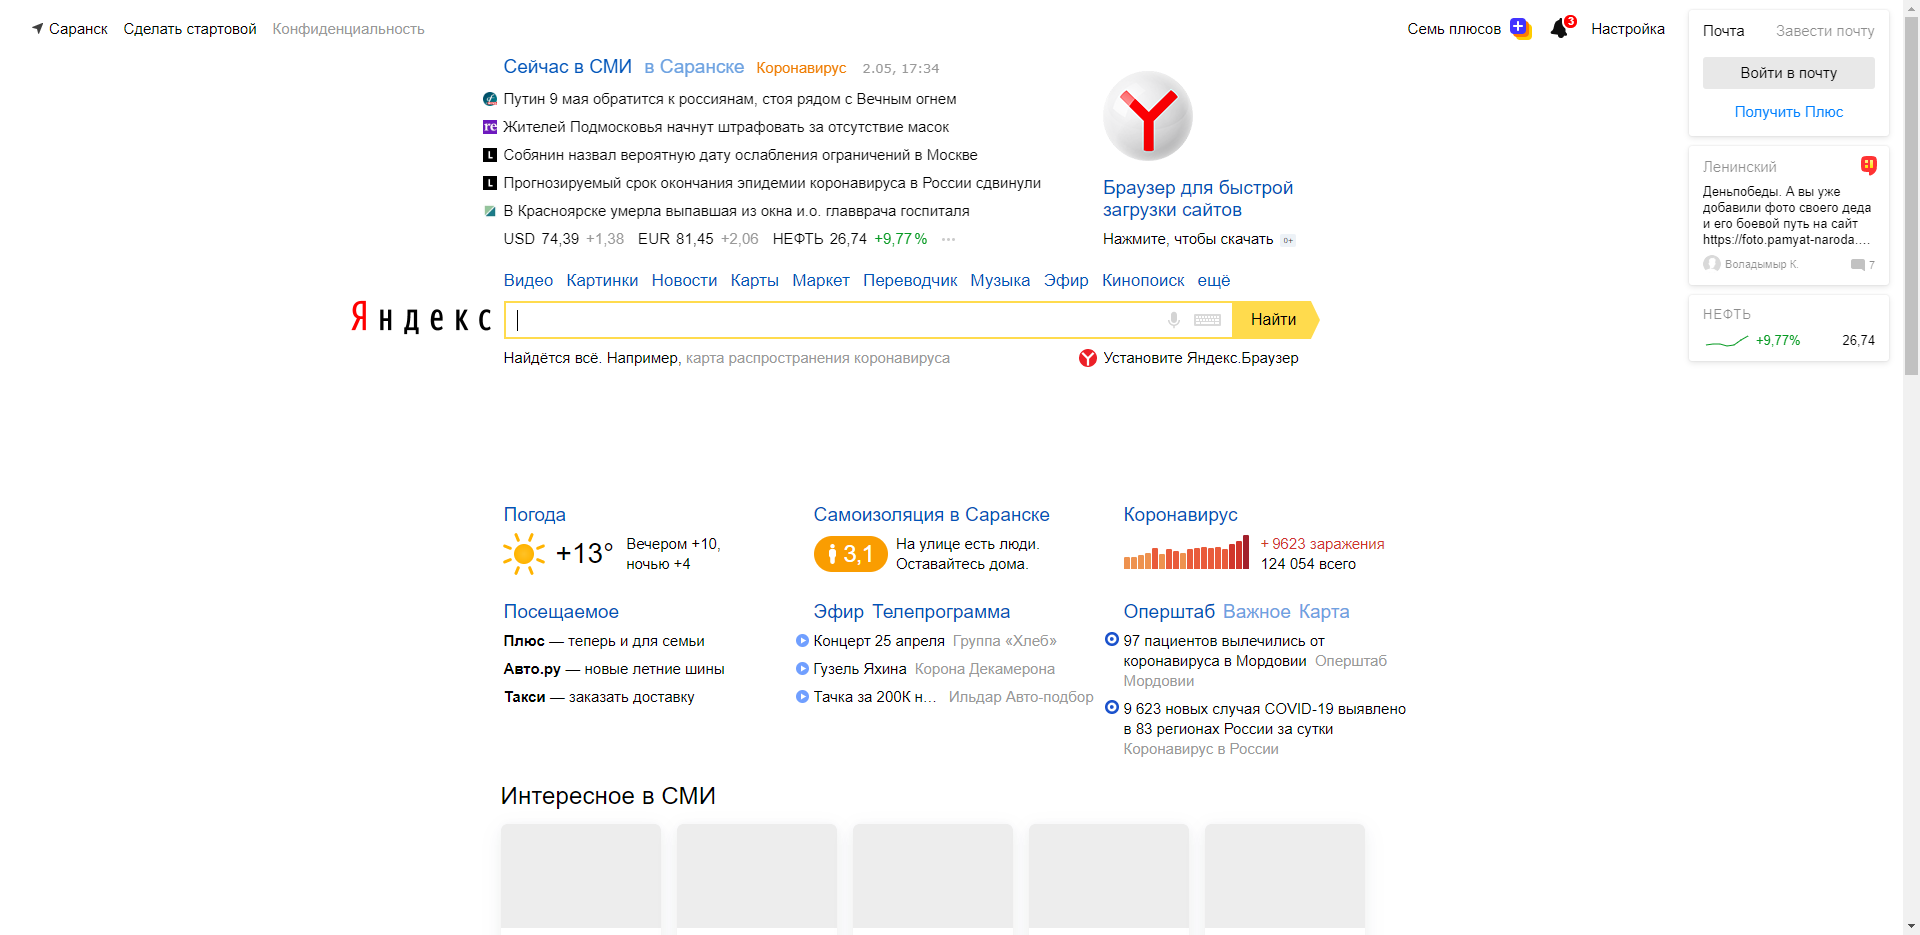 Саранск Сделать стартовой Конфиденциальность
Семь плюсов 3 Настройка
Почта Завести почту
Войти в почту
Получить Плюс
Сейчас в СМИ в Саранске Коронавирус 2.05, 17:34
Путин 9 мая обратится к россиянам, стоя рядом с Вечным огнем
re Жителей Подмосковья начнут штрафовать за отсутствие масок
L Собянин назвал вероятную дату ослабления ограничений в Москве
L Прогнозируемый срок окончания эпидемии коронавируса в России сдвинули
В Красноярске умерла выпавшая из окна и.о. главврача госпиталя
USD 74,39 +1,38 EUR 81,45 +2,06 НЕФТЬ 26,74 +9,77% ···
Браузер для быстрой
загрузки сайтов
Нажмите, чтобы скачать 0+
Ленинский
Деньпобеды. А вы уже
добавили фото своего деда
и его боевой путь на сайт
https://foto.pamyat-naroda....
Воладымыр К. 7
НЕФТЬ
+9,77% 26,74
Видео Картинки Новости Карты Маркет Переводчик Музыка Эфир Кинопоиск ещё
Яндекс Найти
Найдётся всё. Например, карта распространения коронавируса
Установите Яндекс.Браузер
Погода
+13° Вечером +10,
ночью +4
Самоизоляция в Саранске
3,1 На улице есть люди.
Оставайтесь дома.
Коронавирус
+ 9623 заражения
124 054 всего
Посещаемое
Плюс — теперь и для семьи
Авто.ру — новые летние шины
Такси — заказать доставку
Эфир Телепрограмма
Концерт 25 апреля Группа «Хлеб»
Гузель Яхина Корона Декамерона
Тачка за 200К н... Ильдар Авто-подбор
Оперштаб Важное Карта
97 пациентов вылечились от
коронавируса в Мордовии Оперштаб
Мордовии
9 623 новых случая COVID-19 выявлено
в 83 регионах России за сутки
Коронавирус в России
Интересное в СМИ